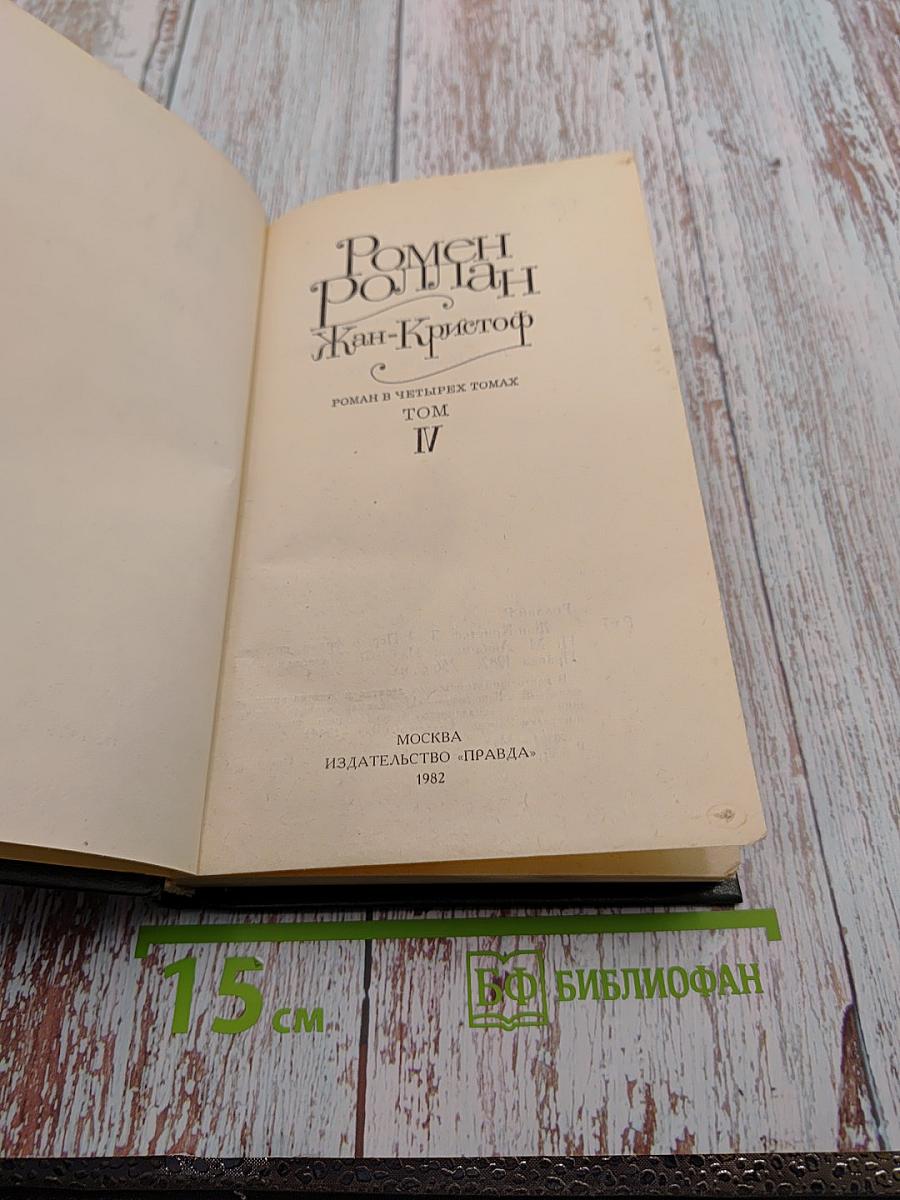 Ромен
Роллан
Жан-Кристоф
РОМАН В ЧЕТЫРЕХ ТОМАХ
ТОМ
IV
МОСКВА
ИЗДАТЕЛЬСТВО «ПРАВДА»
1982
15 см
БФ БИБЛИОФАН